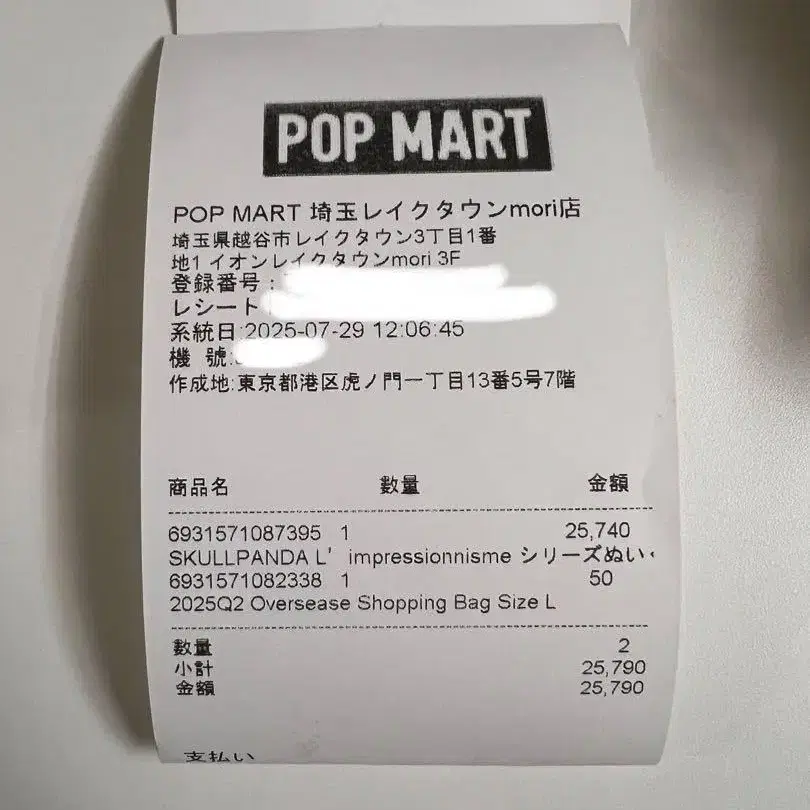 POP MART
POP MART 埼玉レイクタウンmori店
埼玉県越谷市レイクタウン3丁目1番
地1 イオンレイクタウンmori 3F
登録番号:
レシート
系統日:2025-07-29 12:06:45
機 號:
作成地:東京都港区虎ノ門一丁目13番5号7階
商品名 数量 金額
6931571087395 1 25,740
SKULLPANDA L' impressionnisme シリーズぬい
6931571082338 1 50
2025Q2 Oversease Shopping Bag Size L
数量 2
小計 25,790
金額 25,790
支払い